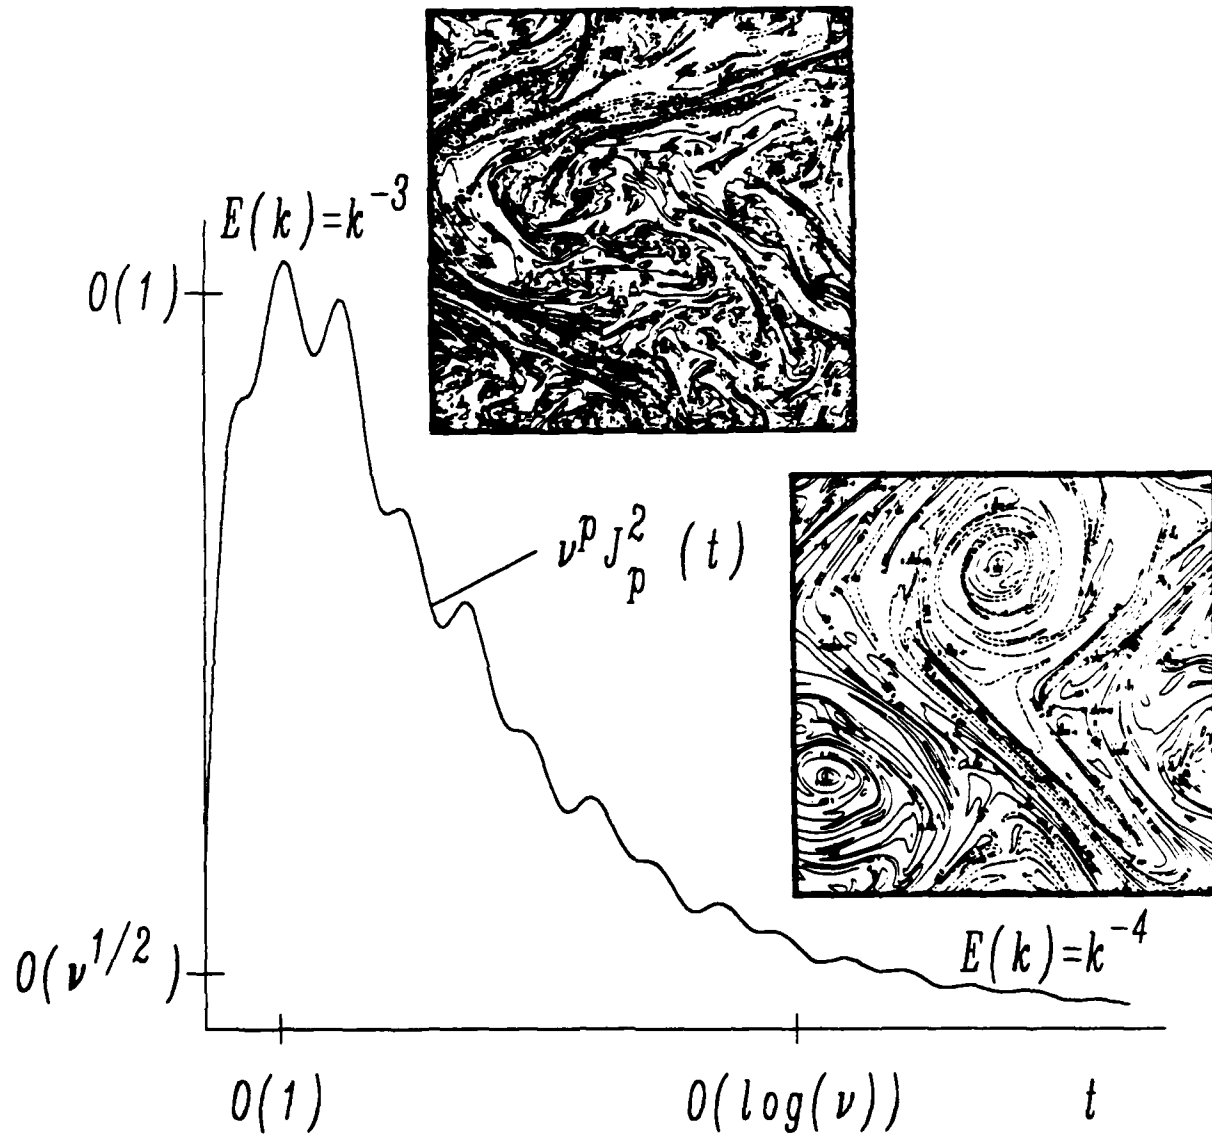 E(k)=k^{-3}
O(1)
ν^p J_p^2 (t)
O(ν^{1/2})
E(k)=k^{-4}
O(1)
O(log(ν))
t